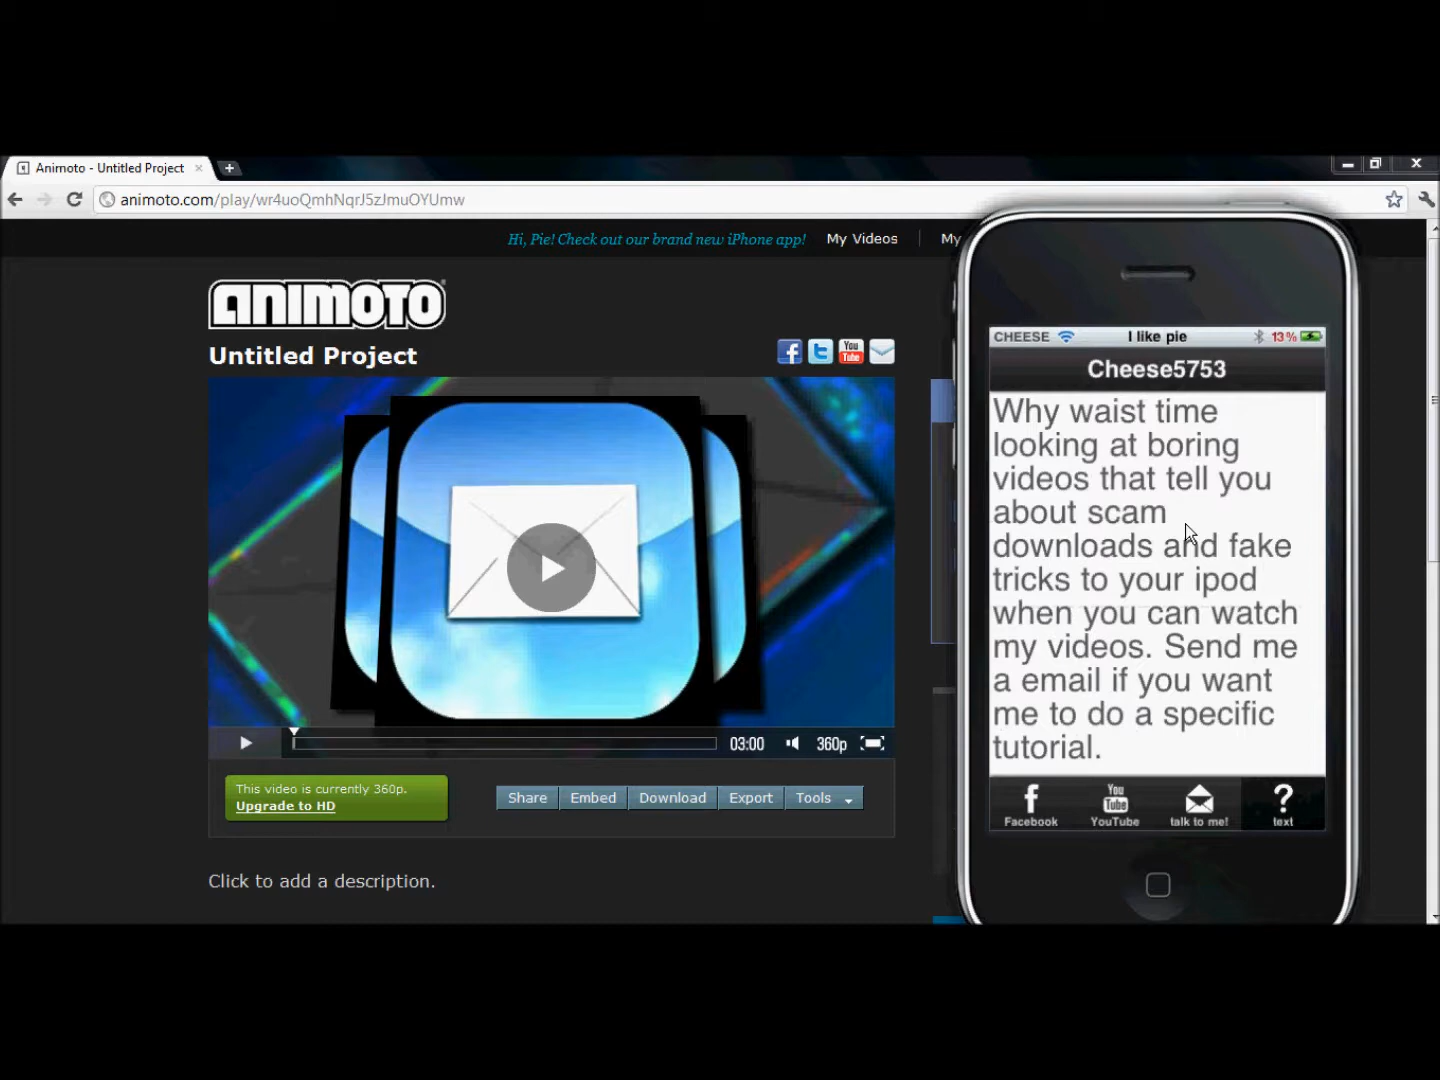 Animoto - Untitled Project
animoto.com/play/wr4uoQmhNqrJ5zJmuOYUmw
Hi, Pie! Check out our brand new iPhone app! My Videos My
ANIMOTO
Untitled Project
You Tube
03:00 360p
This video is currently 360p.
Upgrade to HD
Share Embed Download Export Tools
Click to add a description.
CHEESE I like pie 13%
Cheese5753
Why waist time
looking at boring
videos that tell you
about scam
downloads and fake
tricks to your ipod
when you can watch
my videos. Send me
a email if you want
me to do a specific
tutorial.
You Tube
Facebook YouTube talk to me! text